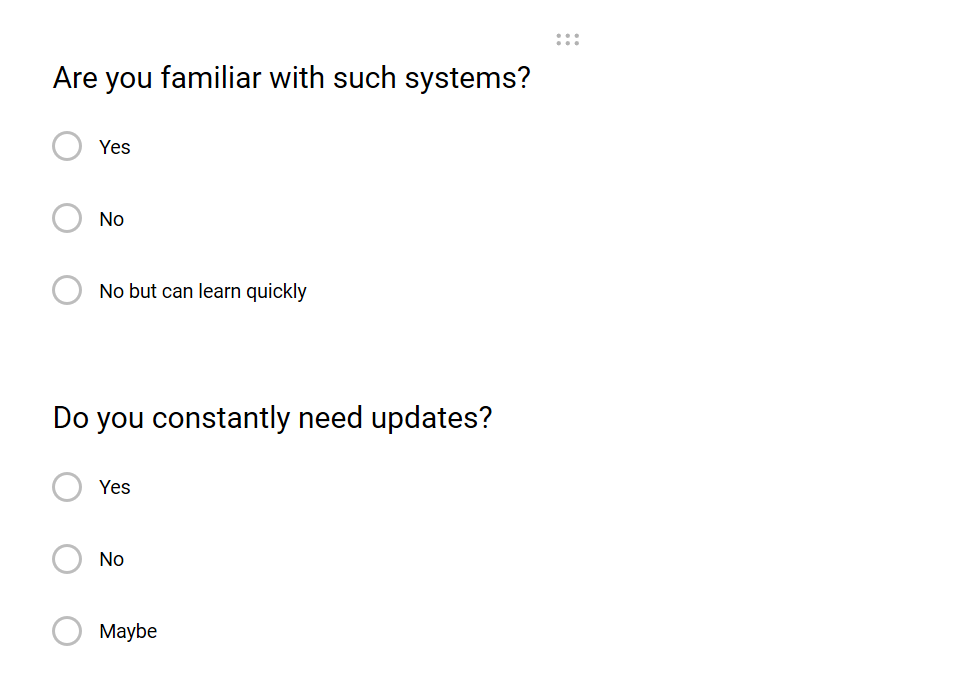 Are you familiar with such systems?
Yes
No
No but can learn quickly
Do you constantly need updates?
Yes
No
Maybe